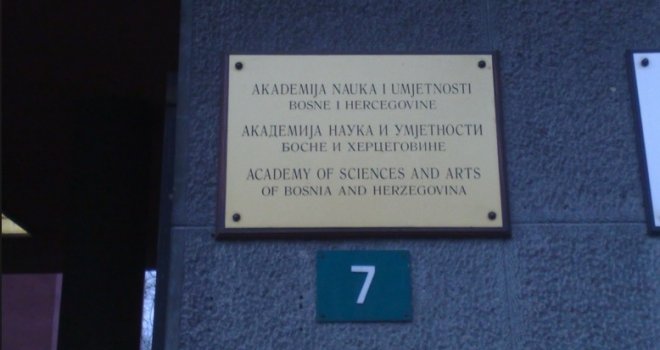 AKADEMIJA NAUKA I UMJETNOSTI
BOSNE I HERCEGOVINE
АКАДЕМИЈА НАУКА И УМЈЕТНОСТИ
БОСНЕ И ХЕРЦЕГОВИНЕ
ACADEMY OF SCIENCES AND ARTS
OF BOSNIA AND HERZEGOVINA
7